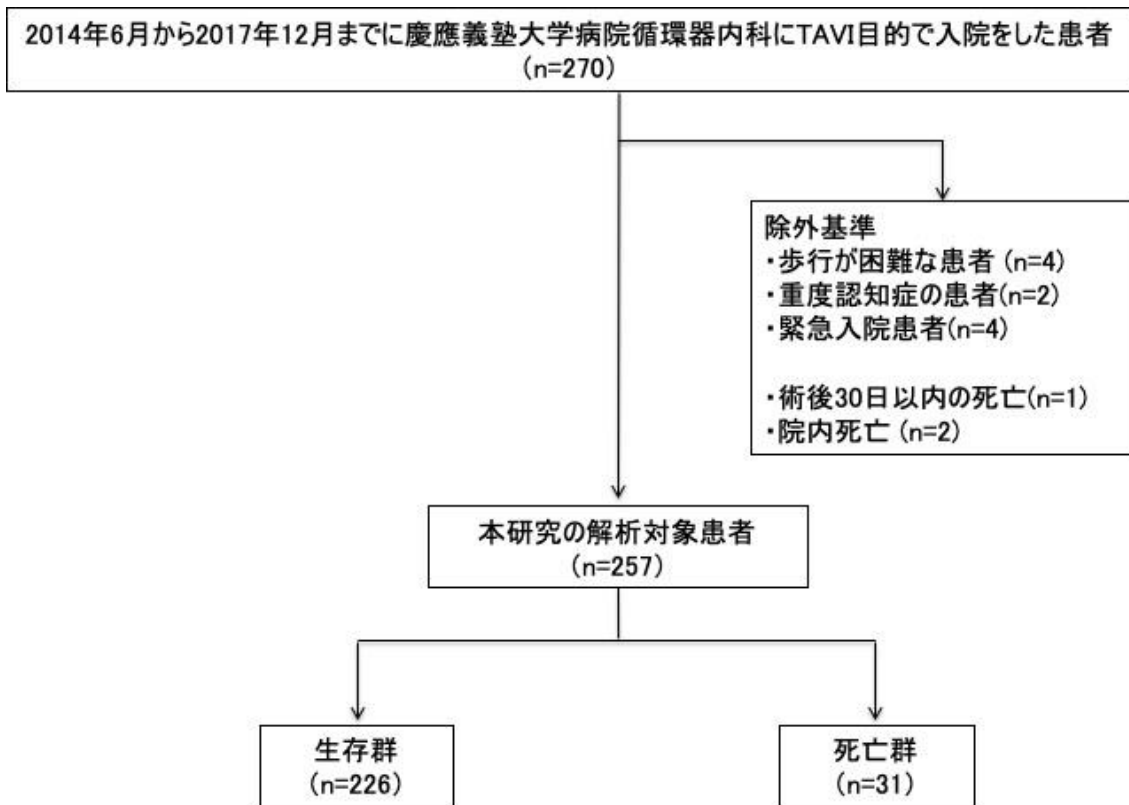 2014年6月から2017年12月までに慶應義塾大学病院循環器内科にTAVI目的で入院をした患者
(n=270)
除外基準
・歩行が困難な患者 (n=4)
・重度認知症の患者(n=2)
・緊急入院患者(n=4)
・術後30日以内の死亡(n=1)
・院内死亡 (n=2)
本研究の解析対象患者
(n=257)
生存群
(n=226)
死亡群
(n=31)